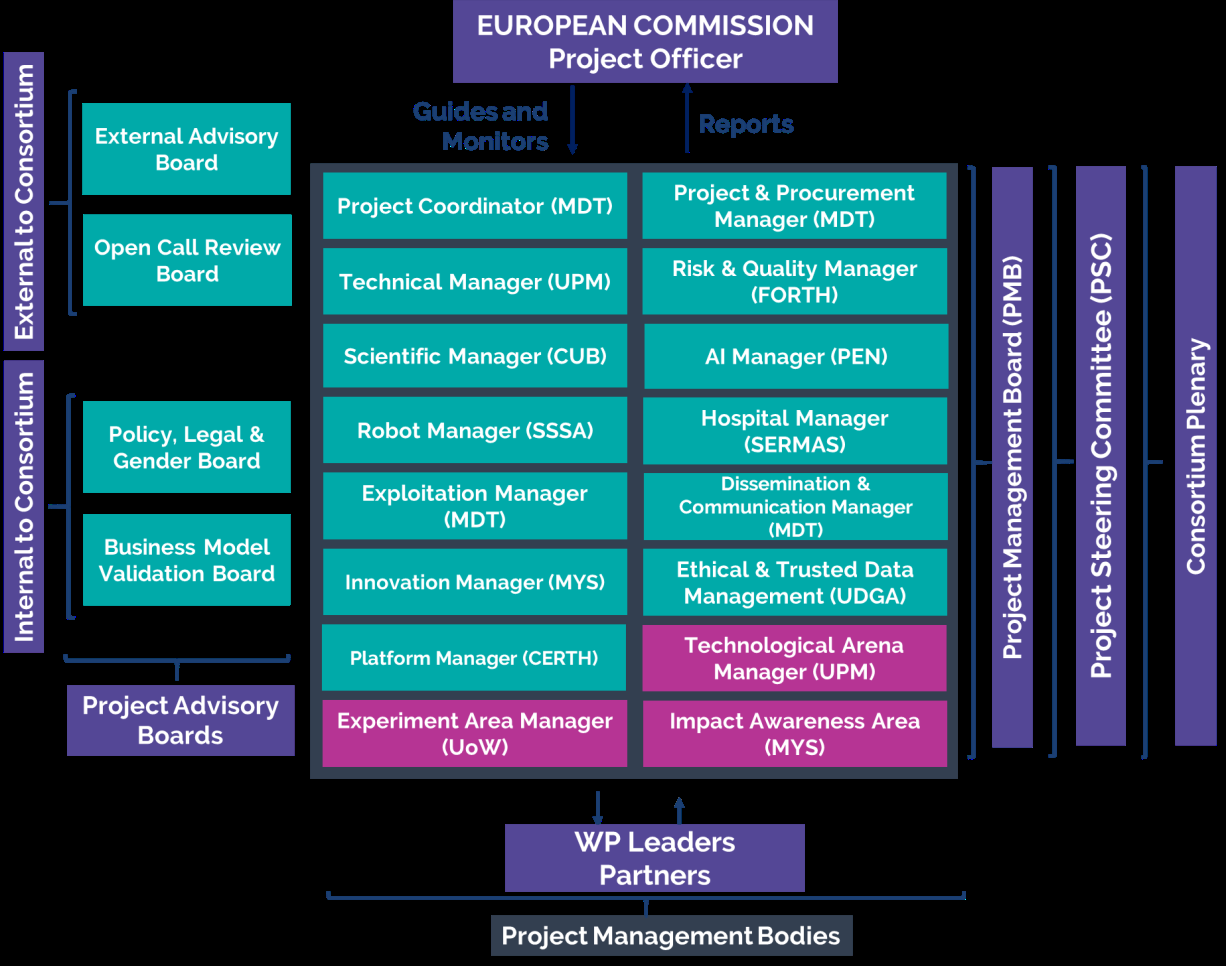 EUROPEAN COMMISSION
Project Officer
Guides and
Monitors
Reports
External to Consortium
External Advisory
Board
Open Call Review
Board
Internal to Consortium
Policy, Legal &
Gender Board
Business Model
Validation Board
Project Advisory
Boards
Project Coordinator (MDT)
Project & Procurement
Manager (MDT)
Technical Manager (UPM)
Risk & Quality Manager
(FORTH)
Scientific Manager (CUB)
AI Manager (PEN)
Robot Manager (SSSA)
Hospital Manager
(SERMAS)
Exploitation Manager
(MDT)
Dissemination &
Communication Manager
(MDT)
Innovation Manager (MYS)
Ethical & Trusted Data
Management (UDGA)
Platform Manager (CERTH)
Technological Arena
Manager (UPM)
Experiment Area Manager
(UoW)
Impact Awareness Area
(MYS)
Project Management Board (PMB)
Project Steering Committee (PSC)
Consortium Plenary
WP Leaders
Partners
Project Management Bodies